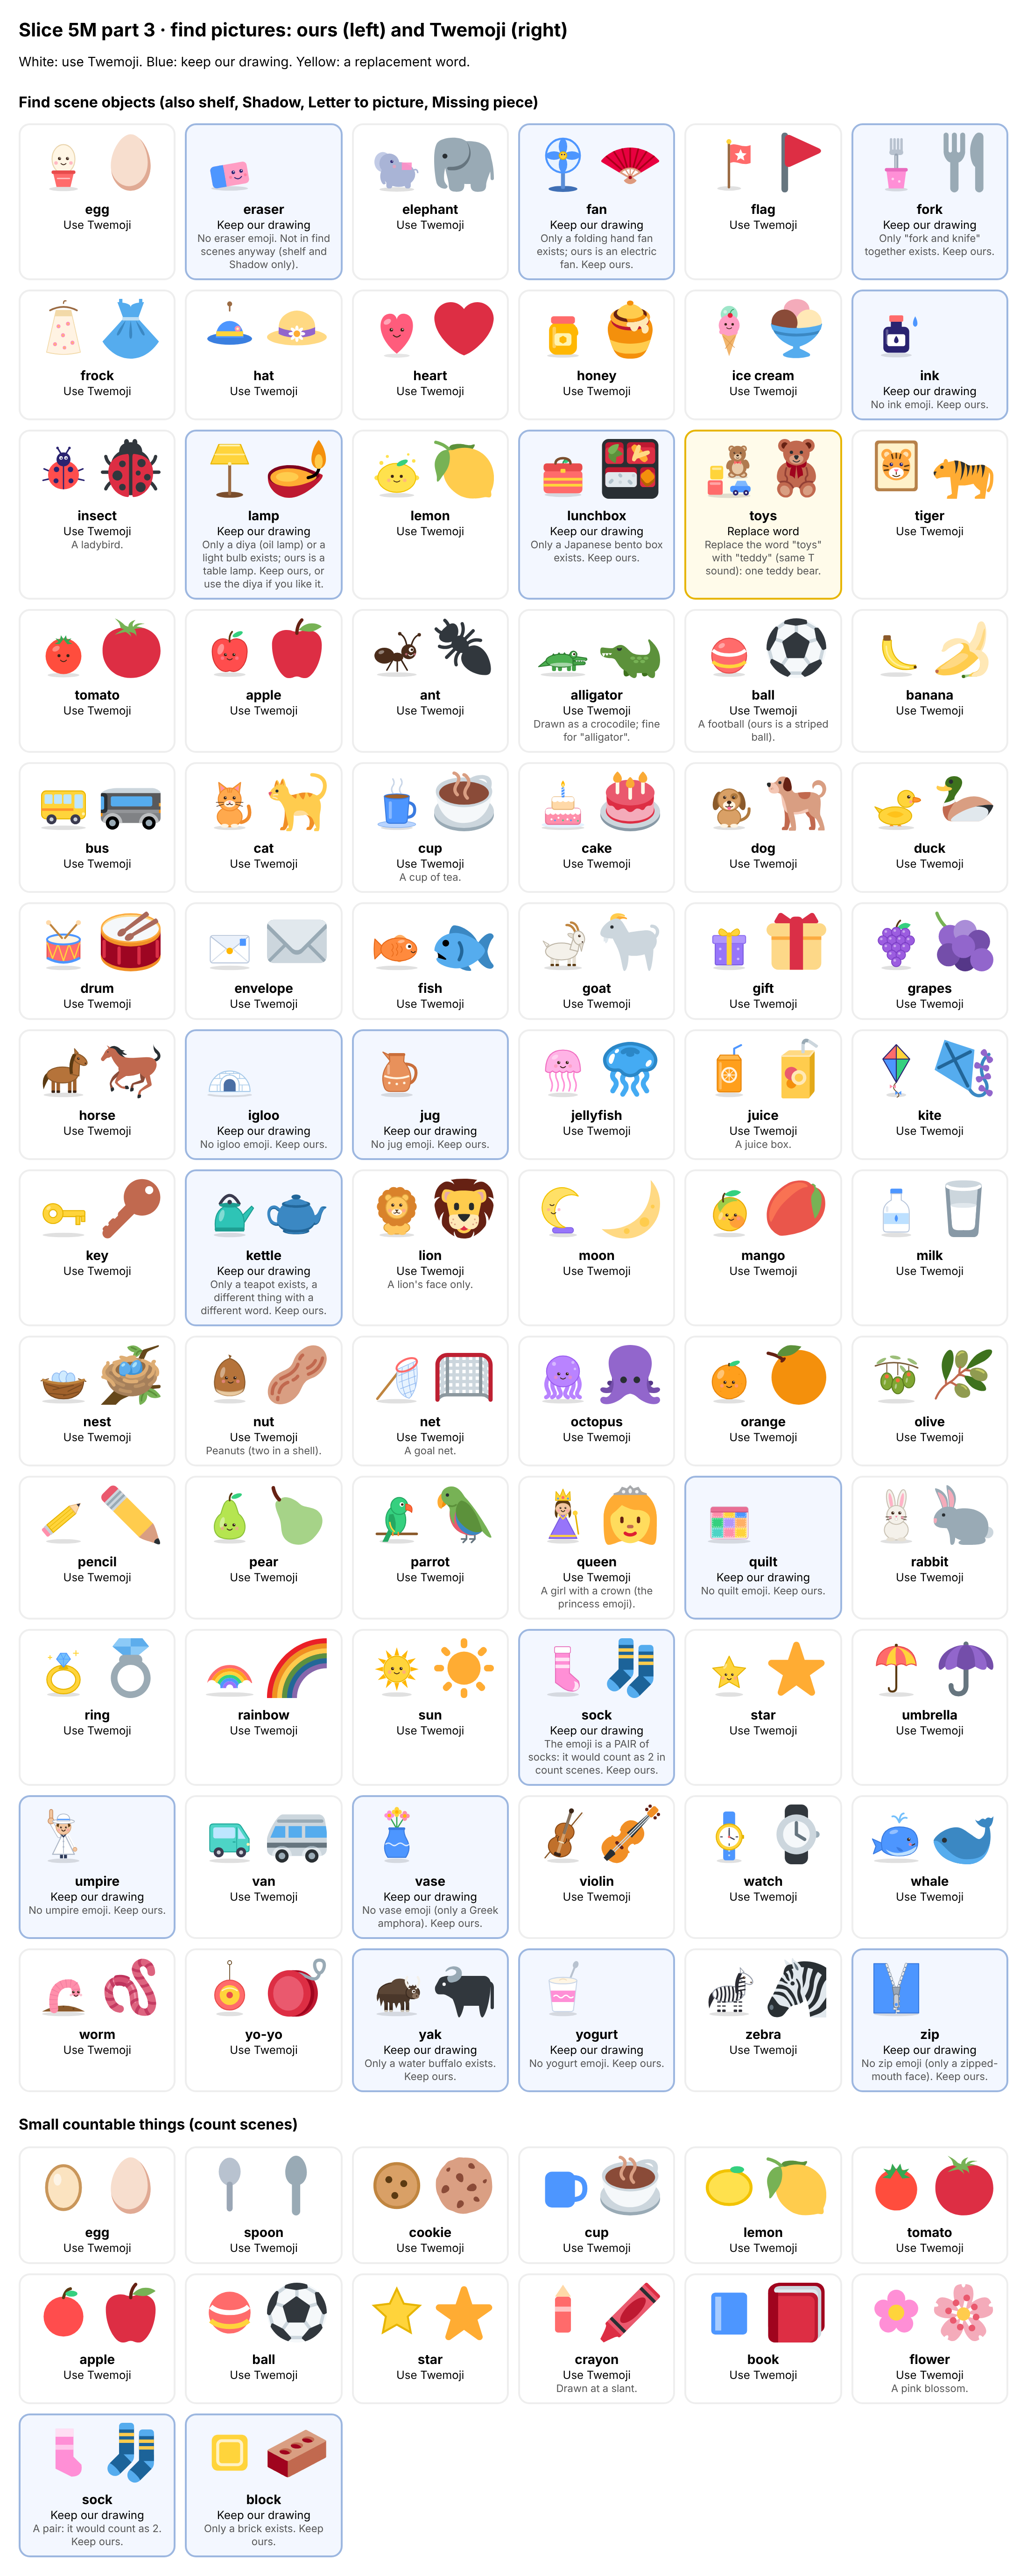 Slice 5M part 3 · find pictures: ours (left) and Twemoji (right)
White: use Twemoji. Blue: keep our drawing. Yellow: a replacement word.
Find scene objects (also shelf, Shadow, Letter to picture, Missing piece)
egg
Use Twemoji
eraser
Keep our drawing
No eraser emoji. Not in find
scenes anyway (shelf and
Shadow only).
elephant
Use Twemoji
fan
Keep our drawing
Only a folding hand fan
exists; ours is an electric
fan. Keep ours.
flag
Use Twemoji
fork
Keep our drawing
Only "fork and knife"
together exists. Keep ours.
frock
Use Twemoji
hat
Use Twemoji
heart
Use Twemoji
honey
Use Twemoji
ice cream
Use Twemoji
ink
Keep our drawing
No ink emoji. Keep ours.
insect
Use Twemoji
A ladybird.
lamp
Keep our drawing
Only a diya (oil lamp) or a
light bulb exists; ours is a
table lamp. Keep ours, or
use the diya if you like it.
lemon
Use Twemoji
lunchbox
Keep our drawing
Only a Japanese bento box
exists. Keep ours.
toys
Replace word
Replace the word "toys"
with "teddy" (same T
sound): one teddy bear.
tiger
Use Twemoji
tomato
Use Twemoji
apple
Use Twemoji
ant
Use Twemoji
alligator
Use Twemoji
Drawn as a crocodile; fine
for "alligator".
ball
Use Twemoji
A football (ours is a striped
ball).
banana
Use Twemoji
bus
Use Twemoji
cat
Use Twemoji
cup
Use Twemoji
A cup of tea.
cake
Use Twemoji
dog
Use Twemoji
duck
Use Twemoji
drum
Use Twemoji
envelope
Use Twemoji
fish
Use Twemoji
goat
Use Twemoji
gift
Use Twemoji
grapes
Use Twemoji
horse
Use Twemoji
igloo
Keep our drawing
No igloo emoji. Keep ours.
jug
Keep our drawing
No jug emoji. Keep ours.
jellyfish
Use Twemoji
juice
Use Twemoji
A juice box.
kite
Use Twemoji
key
Use Twemoji
kettle
Keep our drawing
Only a teapot exists, a
different thing with a
different word. Keep ours.
lion
Use Twemoji
A lion's face only.
moon
Use Twemoji
mango
Use Twemoji
milk
Use Twemoji
nest
Use Twemoji
nut
Use Twemoji
Peanuts (two in a shell).
net
Use Twemoji
A goal net.
octopus
Use Twemoji
orange
Use Twemoji
olive
Use Twemoji
pencil
Use Twemoji
pear
Use Twemoji
parrot
Use Twemoji
queen
Use Twemoji
A girl with a crown (the
princess emoji).
quilt
Keep our drawing
No quilt emoji. Keep ours.
rabbit
Use Twemoji
ring
Use Twemoji
rainbow
Use Twemoji
sun
Use Twemoji
sock
Keep our drawing
The emoji is a PAIR of
socks: it would count as 2 in
count scenes. Keep ours.
star
Use Twemoji
umbrella
Use Twemoji
umpire
Keep our drawing
No umpire emoji. Keep ours.
van
Use Twemoji
vase
Keep our drawing
No vase emoji (only a Greek
amphora). Keep ours.
violin
Use Twemoji
watch
Use Twemoji
whale
Use Twemoji
worm
Use Twemoji
yo-yo
Use Twemoji
yak
Keep our drawing
Only a water buffalo exists.
Keep ours.
yogurt
Keep our drawing
No yogurt emoji. Keep ours.
zebra
Use Twemoji
zip
Keep our drawing
No zip emoji (only a zipped-
mouth face). Keep ours.
Small countable things (count scenes)
egg
Use Twemoji
spoon
Use Twemoji
cookie
Use Twemoji
cup
Use Twemoji
lemon
Use Twemoji
tomato
Use Twemoji
apple
Use Twemoji
ball
Use Twemoji
star
Use Twemoji
crayon
Use Twemoji
Drawn at a slant.
book
Use Twemoji
flower
Use Twemoji
A pink blossom.
sock
Keep our drawing
A pair: it would count as 2.
Keep ours.
block
Keep our drawing
Only a brick exists. Keep
ours.